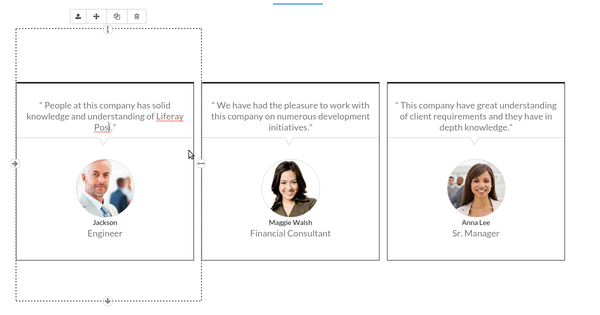 “ People at this company has solid
knowledge and understanding of Liferay
Pos.”
Jackson
Engineer
“ We have had the pleasure to work with
this company on numerous development
initiatives.”
Maggie Walsh
Financial Consultant
“ This company have great understanding
of client requirements and they have in
depth knowledge.”
Anna Lee
Sr. Manager